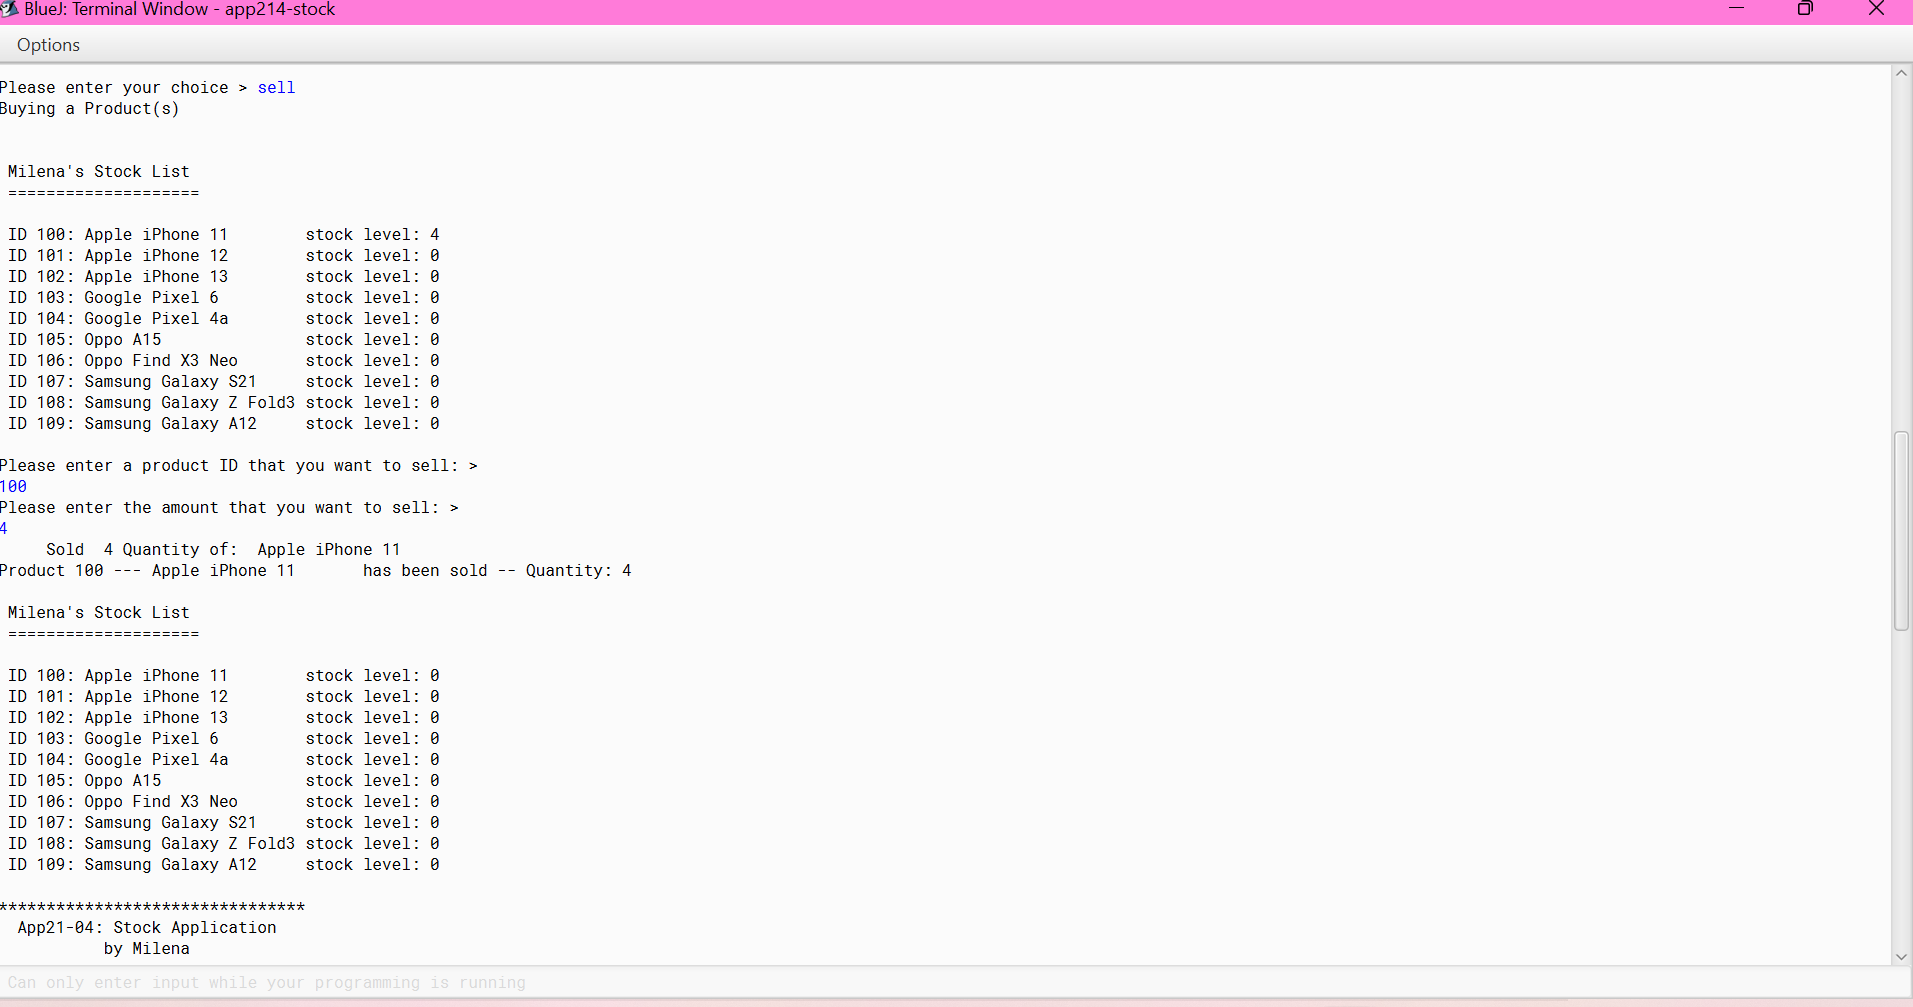 BlueJ: Terminal Window - app214-stock
Options
Please enter your choice > sell
Buying a Product(s)
Milena's Stock List
====================
ID 100: Apple iPhone 11        stock level: 4
ID 101: Apple iPhone 12        stock level: 0
ID 102: Apple iPhone 13        stock level: 0
ID 103: Google Pixel 6         stock level: 0
ID 104: Google Pixel 4a        stock level: 0
ID 105: Oppo A15               stock level: 0
ID 106: Oppo Find X3 Neo       stock level: 0
ID 107: Samsung Galaxy S21     stock level: 0
ID 108: Samsung Galaxy Z Fold3 stock level: 0
ID 109: Samsung Galaxy A12     stock level: 0
Please enter a product ID that you want to sell: >
100
Please enter the amount that you want to sell: >
4
Sold  4 Quantity of:  Apple iPhone 11
Product 100 --- Apple iPhone 11       has been sold -- Quantity: 4
Milena's Stock List
====================
ID 100: Apple iPhone 11        stock level: 0
ID 101: Apple iPhone 12        stock level: 0
ID 102: Apple iPhone 13        stock level: 0
ID 103: Google Pixel 6         stock level: 0
ID 104: Google Pixel 4a        stock level: 0
ID 105: Oppo A15               stock level: 0
ID 106: Oppo Find X3 Neo       stock level: 0
ID 107: Samsung Galaxy S21     stock level: 0
ID 108: Samsung Galaxy Z Fold3 stock level: 0
ID 109: Samsung Galaxy A12     stock level: 0
********************************
App21-04: Stock Application
by Milena
Can only enter input while your programming is running